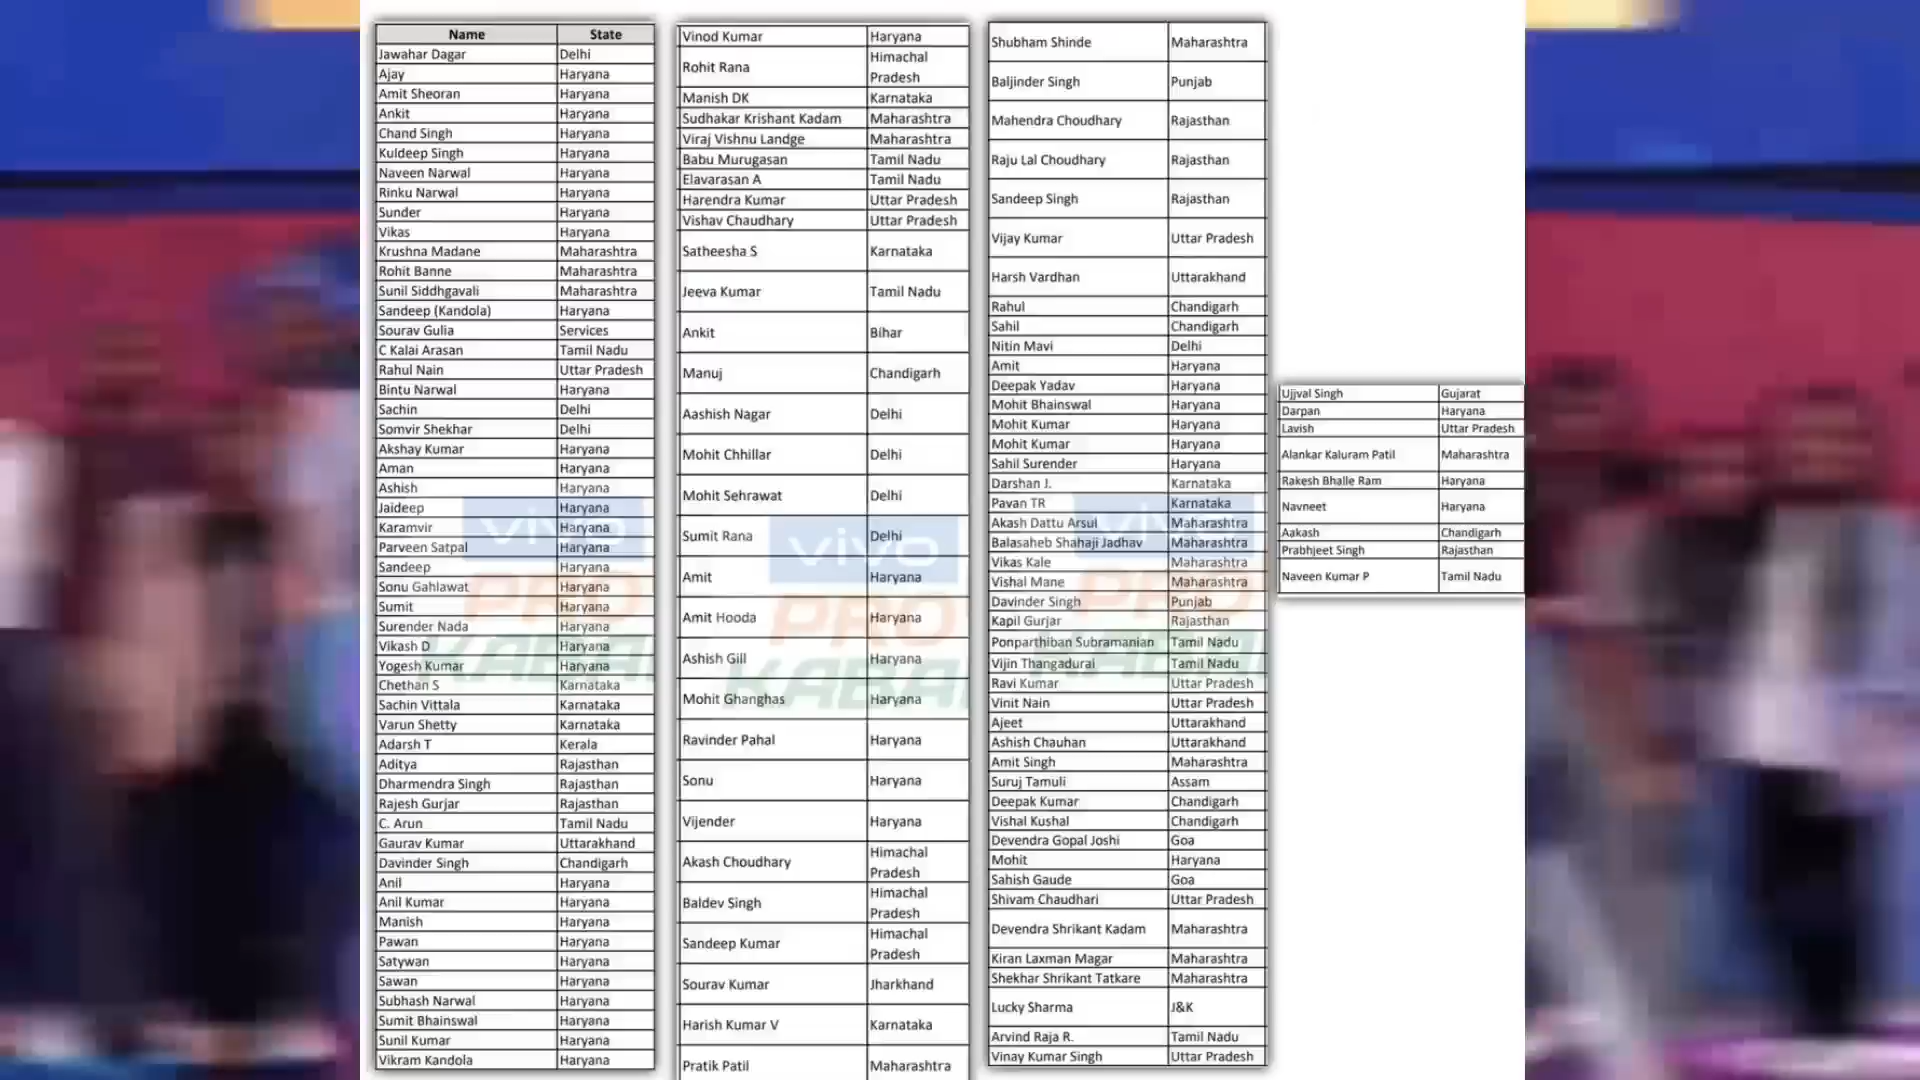 Name State
Jawahar Dagar Delhi
Ajay Haryana
Amit Sheoran Haryana
Ankit Haryana
Chand Singh Haryana
Kuldeep Singh Haryana
Naveen Narwal Haryana
Rinku Narwal Haryana
Sunder Haryana
Vikas Haryana
Krushna Madane Maharashtra
Rohit Banne Maharashtra
Sunil Siddhgavali Maharashtra
Sandeep (Kandola) Haryana
Sourav Gulia Services
C Kalai Arasan Tamil Nadu
Rahul Nain Uttar Pradesh
Bintu Narwal Haryana
Sachin Delhi
Somvir Shekhar Delhi
Akshay Kumar Haryana
Aman Haryana
Ashish Haryana
Jaideep Haryana
Karamvir Haryana
Parveen Satpal Haryana
Sandeep Haryana
Sonu Gahlawat Haryana
Sumit Haryana
Surender Nada Haryana
Vikash D Haryana
Yogesh Kumar Haryana
Chethan S Karnataka
Sachin Vittala Karnataka
Varun Shetty Karnataka
Adarsh T Kerala
Aditya Rajasthan
Dharmendra Singh Rajasthan
Rajesh Gurjar Rajasthan
C. Arun Tamil Nadu
Gaurav Kumar Uttarakhand
Davinder Singh Chandigarh
Anil Haryana
Anil Kumar Haryana
Manish Haryana
Pawan Haryana
Satywan Haryana
Sawan Haryana
Subhash Narwal Haryana
Sumit Bhainswal Haryana
Sunil Kumar Haryana
Vikram Kandola Haryana
vivo
PRO
KABA
Vinod Kumar Haryana
Rohit Rana Himachal
Pradesh
Manish DK Karnataka
Sudhakar Krishant Kadam Maharashtra
Viraj Vishnu Landge Maharashtra
Babu Murugasan Tamil Nadu
Elavarasan A Tamil Nadu
Harendra Kumar Uttar Pradesh
Vishav Chaudhary Uttar Pradesh
Satheesha S Karnataka
Jeeva Kumar Tamil Nadu
Ankit Bihar
Manuj Chandigarh
Aashish Nagar Delhi
Mohit Chhillar Delhi
Mohit Sehrawat Delhi
Sumit Rana Delhi
Amit Haryana
Amit Hooda Haryana
Ashish Gill Haryana
Mohit Ghanghas Haryana
Ravinder Pahal Haryana
Sonu Haryana
Vijender Haryana
Akash Choudhary Himachal
Pradesh
Baldev Singh Himachal
Pradesh
Sandeep Kumar Himachal
Pradesh
Sourav Kumar Jharkhand
Harish Kumar V Karnataka
Pratik Patil Maharashtra
vivo
PRO
KABA
Shubham Shinde Maharashtra
Baljinder Singh Punjab
Mahendra Choudhary Rajasthan
Raju Lal Choudhary Rajasthan
Sandeep Singh Rajasthan
Vijay Kumar Uttar Pradesh
Harsh Vardhan Uttarakhand
Rahul Chandigarh
Sahil Chandigarh
Nitin Mavi Delhi
Amit Haryana
Deepak Yadav Haryana
Mohit Bhainswal Haryana
Mohit Kumar Haryana
Mohit Kumar Haryana
Sahil Surender Haryana
Darshan J. Karnataka
Pavan TR Karnataka
Akash Dattu Arsul Maharashtra
Balasaheb Shahaji Jadhav Maharashtra
Vikas Kale Maharashtra
Vishal Mane Maharashtra
Davinder Singh Punjab
Kapil Gurjar Rajasthan
Ponparthiban Subramanian Tamil Nadu
Vijin Thangadurai Tamil Nadu
Ravi Kumar Uttar Pradesh
Vinit Nain Uttar Pradesh
Ajeet Uttarakhand
Ashish Chauhan Uttarakhand
Amit Singh Maharashtra
Suruj Tamuli Assam
Deepak Kumar Chandigarh
Vishal Kushal Chandigarh
Devendra Gopal Joshi Goa
Mohit Haryana
Sahish Gaude Goa
Shivam Chaudhari Uttar Pradesh
Devendra Shrikant Kadam Maharashtra
Kiran Laxman Magar Maharashtra
Shekhar Shrikant Tatkare Maharashtra
Lucky Sharma J&K
Arvind Raja R. Tamil Nadu
Vinay Kumar Singh Uttar Pradesh
vivo
PRO
KABA
Ujjval Singh Gujarat
Darpan Haryana
Lavish Uttar Pradesh
Alankar Kaluram Patil Maharashtra
Rakesh Bhalle Ram Haryana
Navneet Haryana
Aakash Chandigarh
Prabhjeet Singh Rajasthan
Naveen Kumar P Tamil Nadu